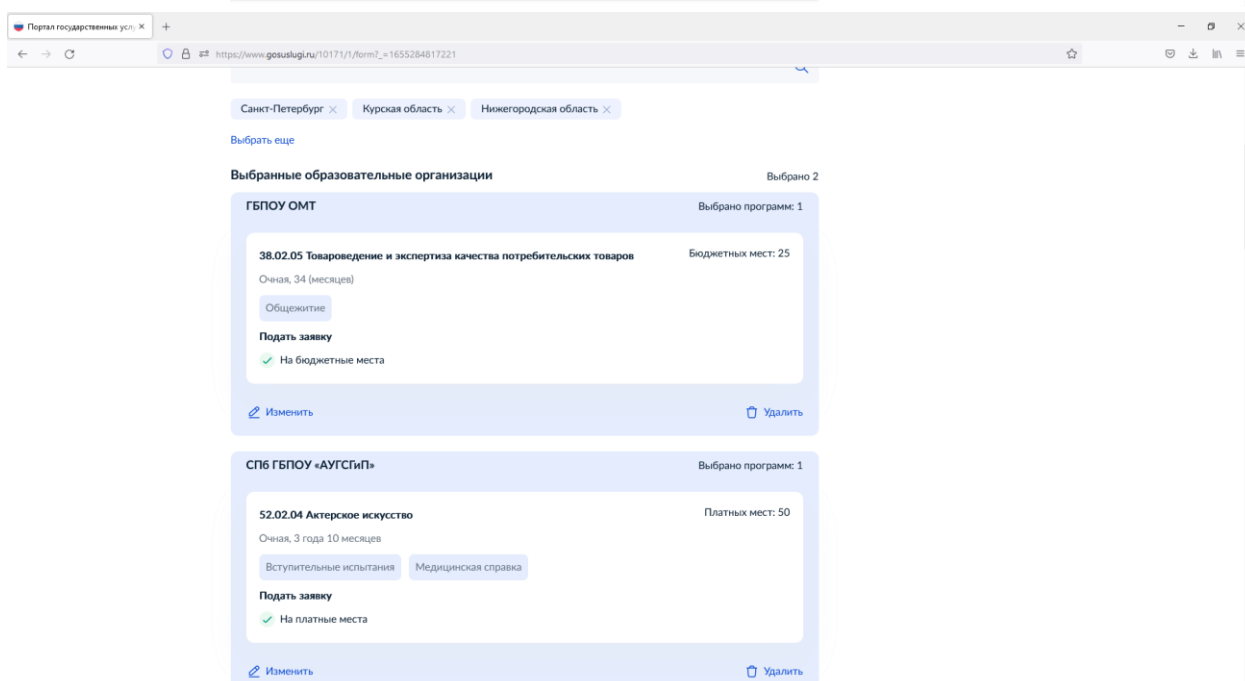 Портал государственных услу
https://www.gosuslugi.ru/10171/1/form?_=1655284817221
Санкт-Петербург
Курская область
Нижегородская область
Выбрать еще
Выбранные образовательные организации
Выбрано 2
ГБПОУ ОМТ
Выбрано программ: 1
38.02.05 Товароведение и экспертиза качества потребительских товаров
Бюджетных мест: 25
Очная, 34 (месяцев)
Общежитие
Подать заявку
На бюджетные места
Изменить
Удалить
СПб ГБПОУ «АУГСГиП»
Выбрано программ: 1
52.02.04 Актерское искусство
Платных мест: 50
Очная, 3 года 10 месяцев
Вступительные испытания
Медицинская справка
Подать заявку
На платные места
Изменить
Удалить